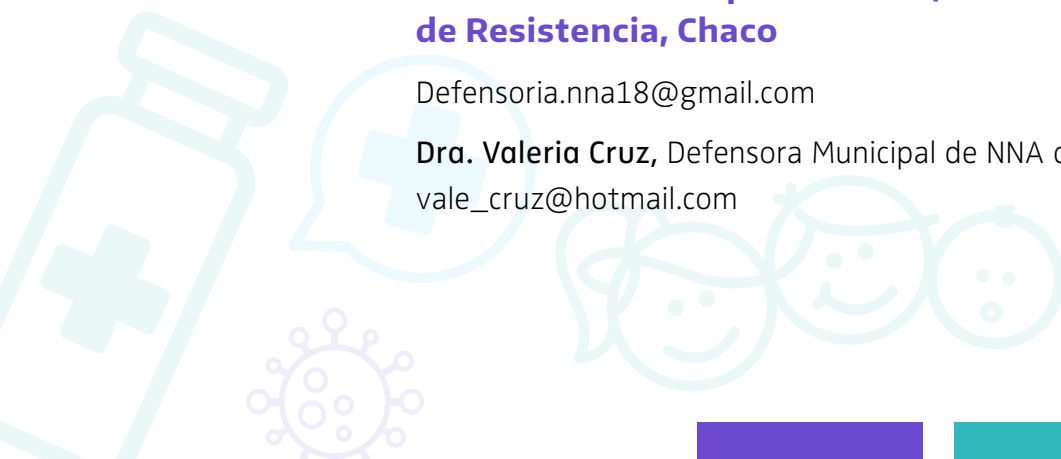 de Resistencia, Chaco
Defensoria.nna18@gmail.com
Dra. Valeria Cruz, Defensora Municipal de NNA
vale_cruz@hotmail.com